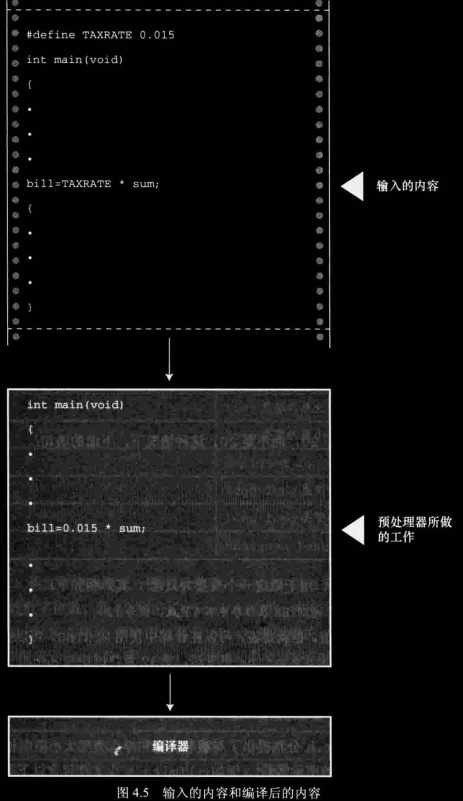 #define TAXRATE 0.015
int main(void)
{
•
•
•
bill=TAXRATE * sum;
{
•
•
•
}
输入的内容
int main(void)
{
•
•
•
bill=0.015 * sum;
•
•
•
}
预处理器所做
的工作
编译器
图 4.5 输入的内容和编译后的内容